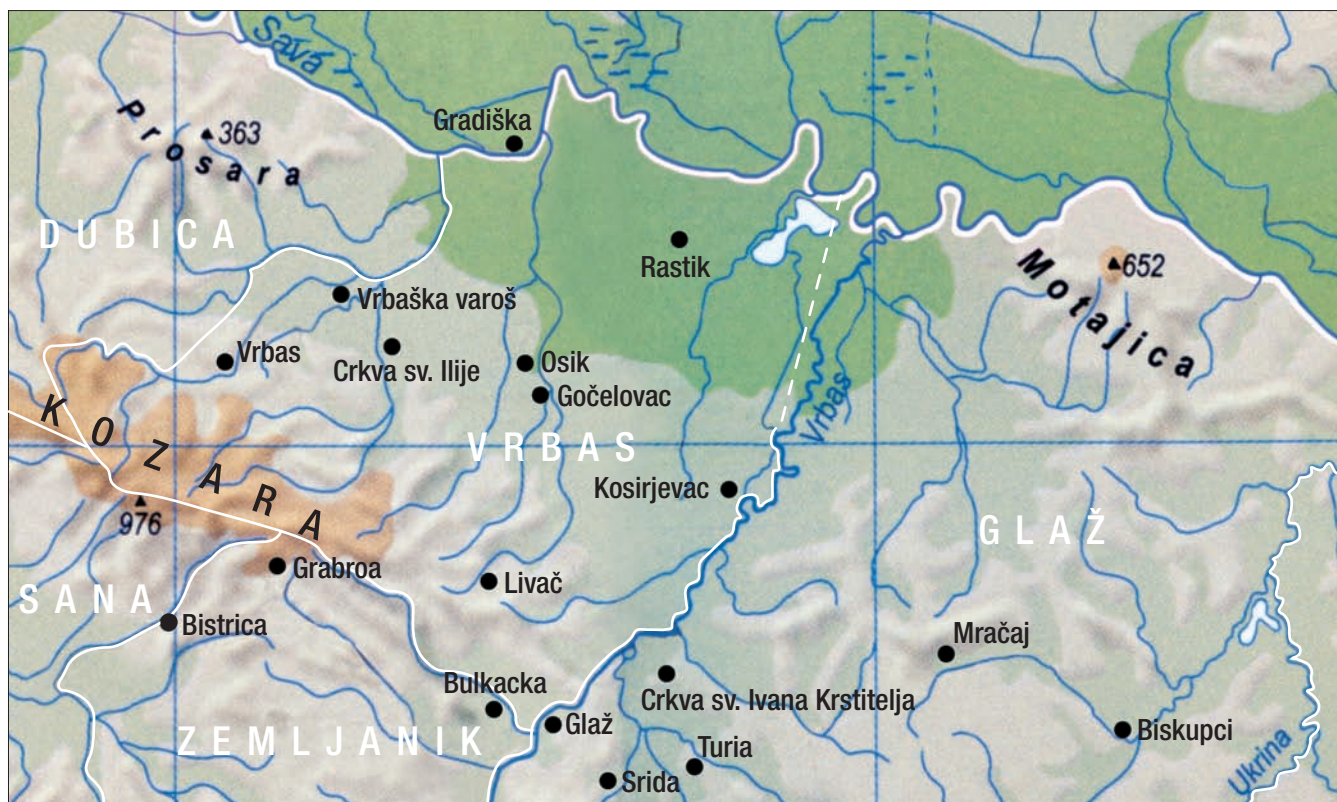 Sava
Prosara
363
Gradiška
DUBICA
Rastik
Motajica
652
Vrbaška varoš
Vrbas
Crkva sv. Ilije
Osik
Gočelovac
Vrbas
KOZARA
VRBAS
Kosirjevac
976
GLAŽ
Grabroa
SANA
Livač
Bistrica
Mračaj
Bulkacka
Crkva sv. Ivana Krstitelja
ZEMLJANIK
Glaž
Biskupci
Turia
Srida
Ukrina